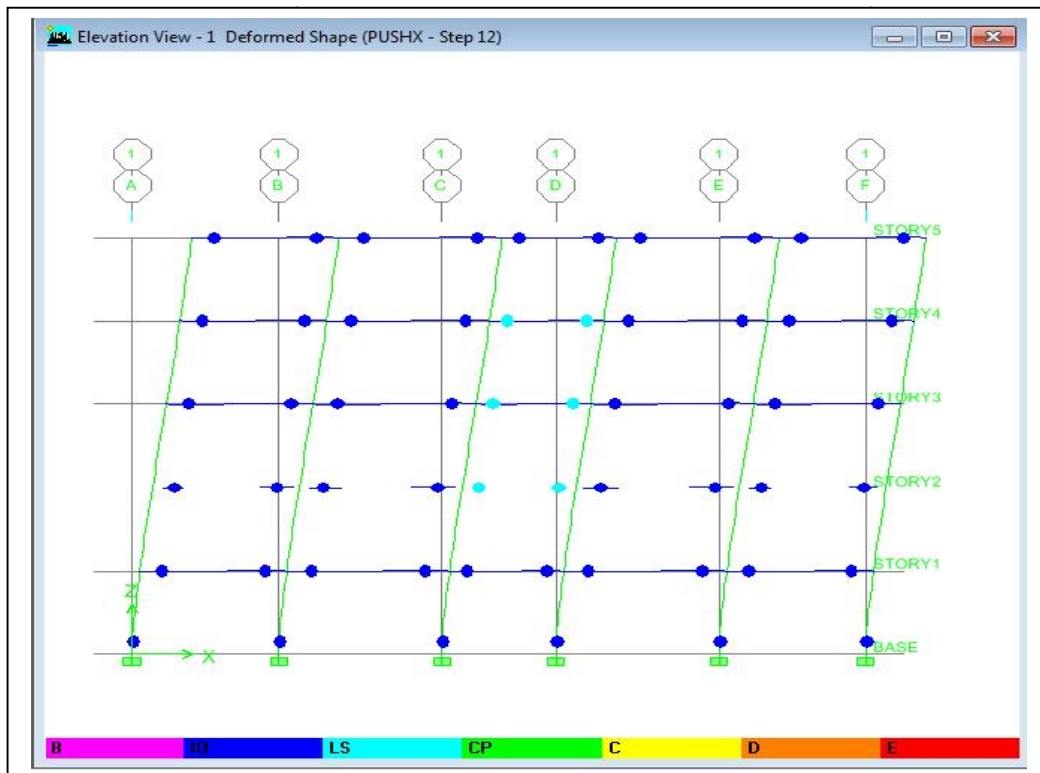 Elevation View - 1 Deformed Shape (PUSHX - Step 12)
1 1 1 1 1 1
A B C D E F
STORY5
STORY4
STORY3
STORY2
STORY1
Z
X
BASE
B IO LS CP C D E